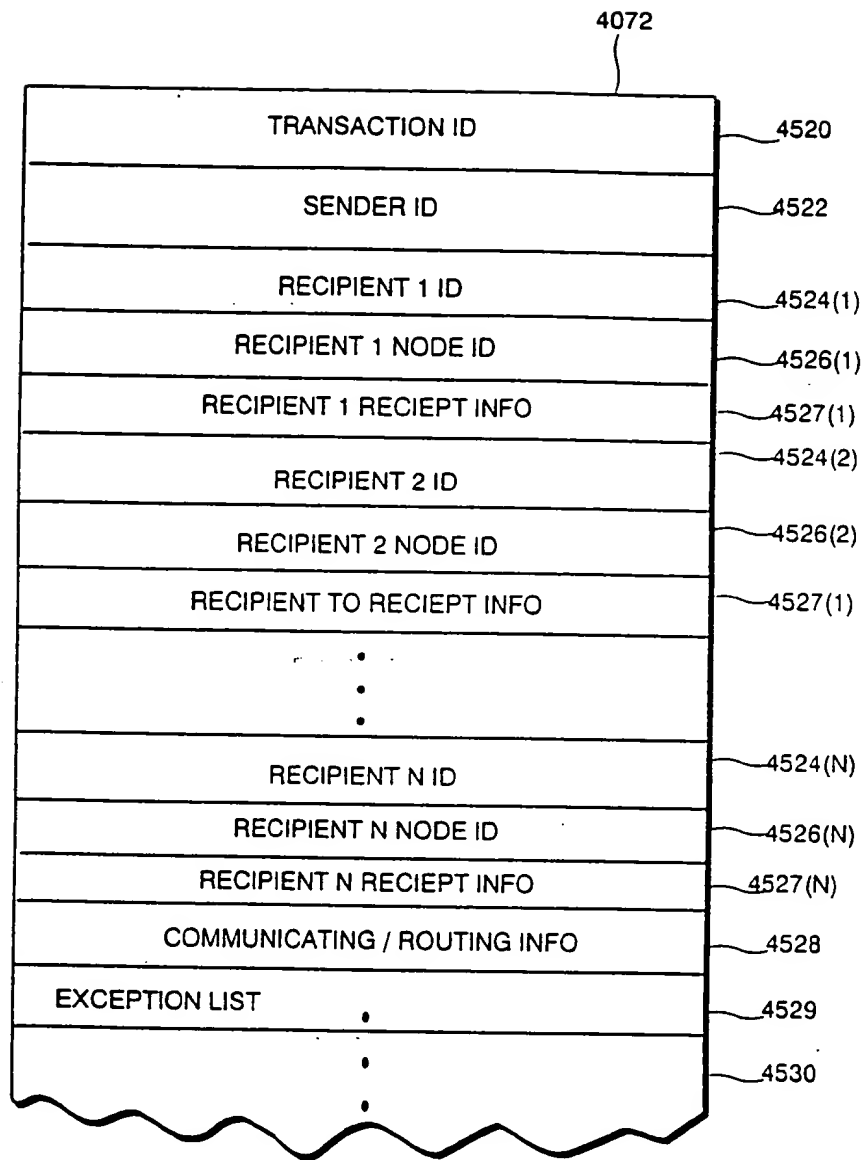 4072
TRANSACTION ID 4520
SENDER ID 4522
RECIPIENT 1 ID 4524(1)
RECIPIENT 1 NODE ID 4526(1)
RECIPIENT 1 RECIEPT INFO 4527(1)
4524(2)
RECIPIENT 2 ID
RECIPIENT 2 NODE ID 4526(2)
RECIPIENT TO RECIEPT INFO 4527(1)
RECIPIENT N ID 4524(N)
RECIPIENT N NODE ID 4526(N)
RECIPIENT N RECIEPT INFO 4527(N)
COMMUNICATING / ROUTING INFO 4528
EXCEPTION LIST 4529
4530